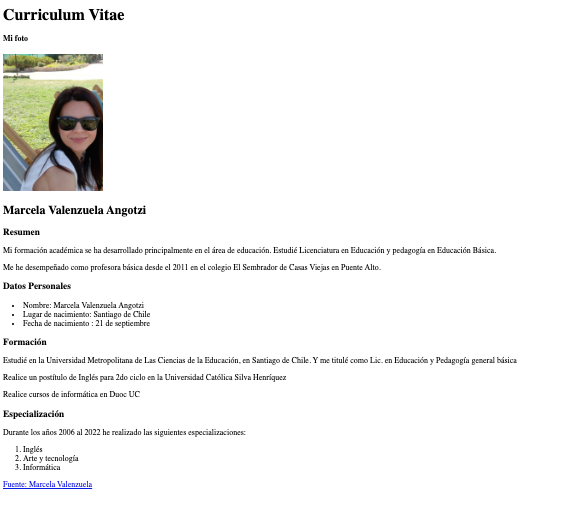 Curriculum Vitae
Mi foto
Marcela Valenzuela Angotzi
Resumen
Mi formación académica se ha desarrollado principalmente en el área de educación. Estudié Licenciatura en Educación y pedagogía en Educación Básica.
Me he desempeñado como profesora básica desde el 2011 en el colegio El Sembrador de Casas Viejas en Puente Alto.
Datos Personales
• Nombre: Marcela Valenzuela Angotzi
• Lugar de nacimiento: Santiago de Chile
• Fecha de nacimiento : 21 de septiembre
Formación
Estudié en la Universidad Metropolitana de Las Ciencias de la Educación, en Santiago de Chile. Y me titulé como Lic. en Educación y Pedagogía general básica
Realice un postítulo de Inglés para 2do ciclo en la Universidad Católica Silva Henríquez
Realice cursos de informática en Duoc UC
Especialización
Durante los años 2006 al 2022 he realizado las siguientes especializaciones:
1. Inglés
2. Arte y tecnología
3. Informática
Fuente: Marcela Valenzuela